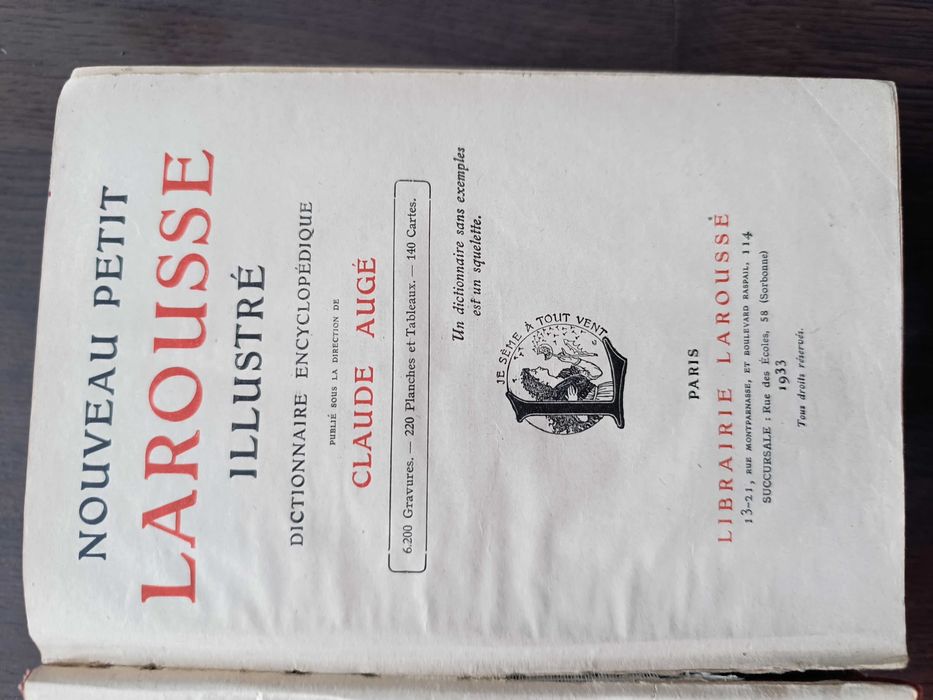 NOUVEAU PETIT
LAROUSSE
ILLUSTRÉ
DICTIONNAIRE ENCYCLOPÉDIQUE
PUBLIÉ SOUS LA DIRECTION DE
CLAUDE AUGÉ
6.200 Gravures. — 220 Planches et Tableaux. — 140 Cartes.
Un dictionnaire sans exemples
est un squelette.
JE SÈME À TOUT VENT
L
PARIS
LIBRAIRIE LAROUSSE
13-21, RUE MONTPARNASSE, ET BOULEVARD RASPAIL, 114
SUCCURSALE : Rue des Écoles, 58 (Sorbonne)
1933
Tous droits réservés.